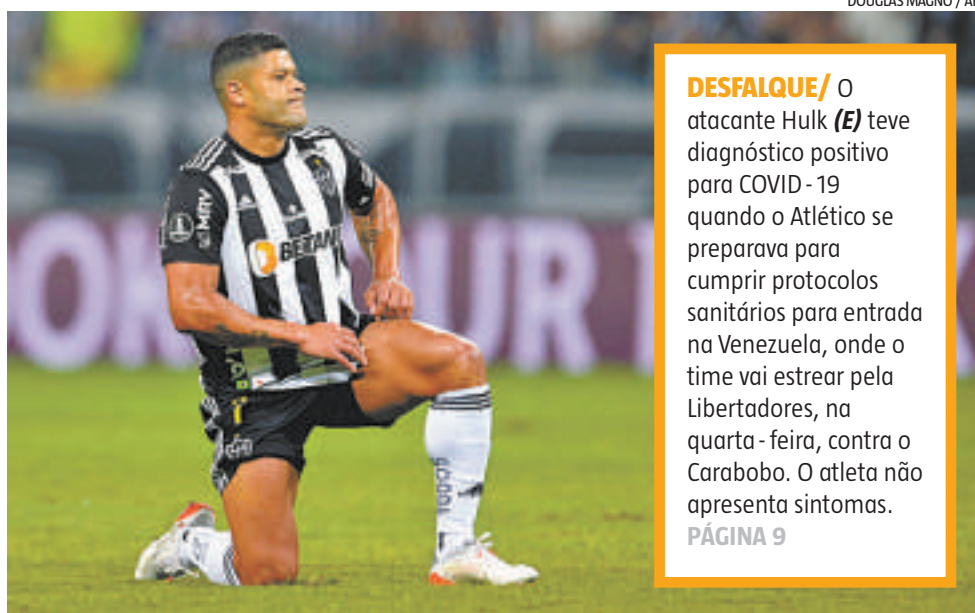 DOUGLAS MAGNO / A
DESFALQUE/ O
atacante Hulk (E) teve
diagnóstico positivo
para COVID-19
quando o Atlético se
preparava para
cumprir protocolos
sanitários para entrada
na Venezuela, onde o
time vai estrear pela
Libertadores, na
quarta-feira, contra o
Carabobo. O atleta não
apresenta sintomas.
PÁGINA 9
MRV
BETANO